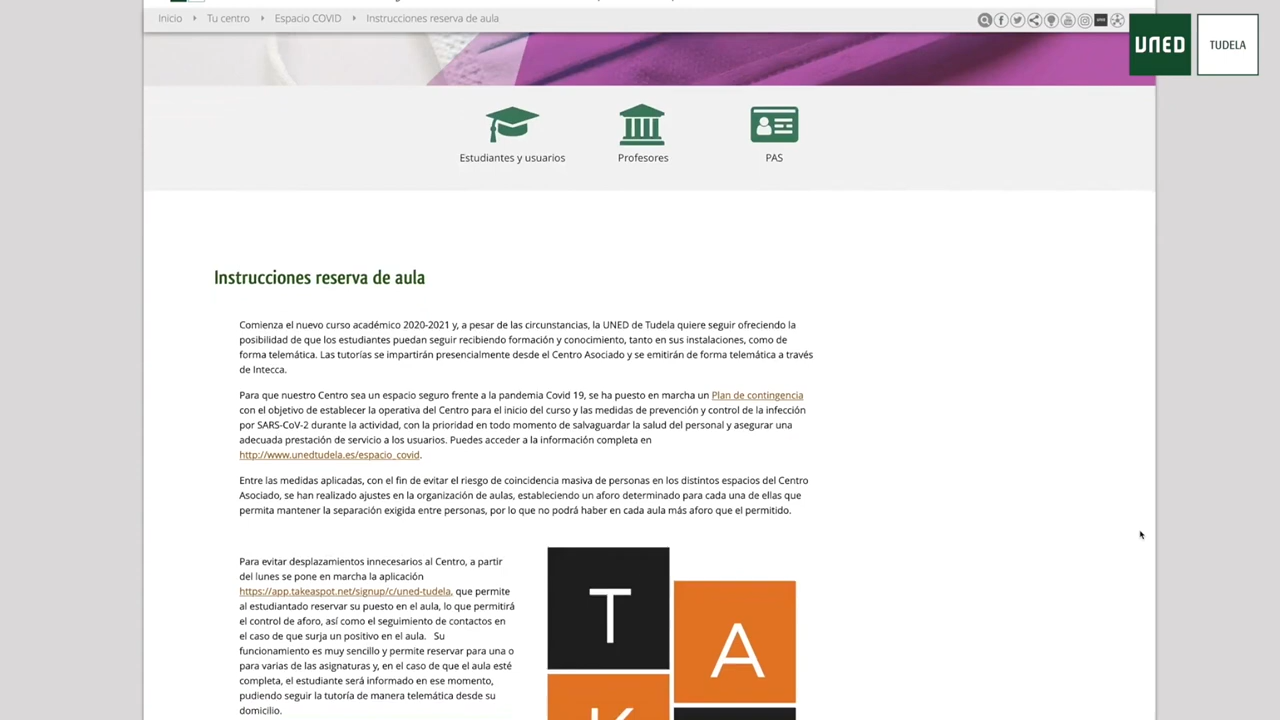 Inicio Tu centro Espacio COVID Instrucciones reserva de aula
UNED TUDELA
Estudiantes y usuarios Profesores PAS
Instrucciones reserva de aula
Comienza el nuevo curso académico 2020-2021 y, a pesar de las circunstancias, la UNED de Tudela quiere seguir ofreciendo la
posibilidad de que los estudiantes puedan seguir recibiendo formación y conocimiento, tanto en sus instalaciones, como de
forma telemática. Las tutorías se impartirán presencialmente desde el Centro Asociado y se emitirán de forma telemática a través
de Intecca.
Para que nuestro Centro sea un espacio seguro frente a la pandemia Covid 19, se ha puesto en marcha un Plan de contingencia
con el objetivo de establecer la operativa del Centro para el inicio del curso y las medidas de prevención y control de la infección
por SARS-CoV-2 durante la actividad, con la prioridad en todo momento de salvaguardar la salud del personal y asegurar una
adecuada prestación de servicio a los usuarios. Puedes acceder a la información completa en
http://www.unedtudela.es/espacio_covid.
Entre las medidas aplicadas, con el fin de evitar el riesgo de coincidencia masiva de personas en los distintos espacios del Centro
Asociado, se han realizado ajustes en la organización de aulas, estableciendo un aforo determinado para cada una de ellas que
permita mantener la separación exigida entre personas, por lo que no podrá haber en cada aula más aforo que el permitido.
Para evitar desplazamientos innecesarios al Centro, a partir
del lunes se pone en marcha la aplicación
https://app.takeaspot.net/signup/c/uned-tudela, que permite
al estudiantado reservar su puesto en el aula, lo que permitirá
el control de aforo, así como el seguimiento de contactos en
el caso de que surja un positivo en el aula. Su
funcionamiento es muy sencillo y permite reservar para una o
para varias de las asignaturas y, en el caso de que el aula esté
completa, el estudiante será informado en ese momento,
pudiendo seguir la tutoría de manera telemática desde su
domicilio.
T
A
K